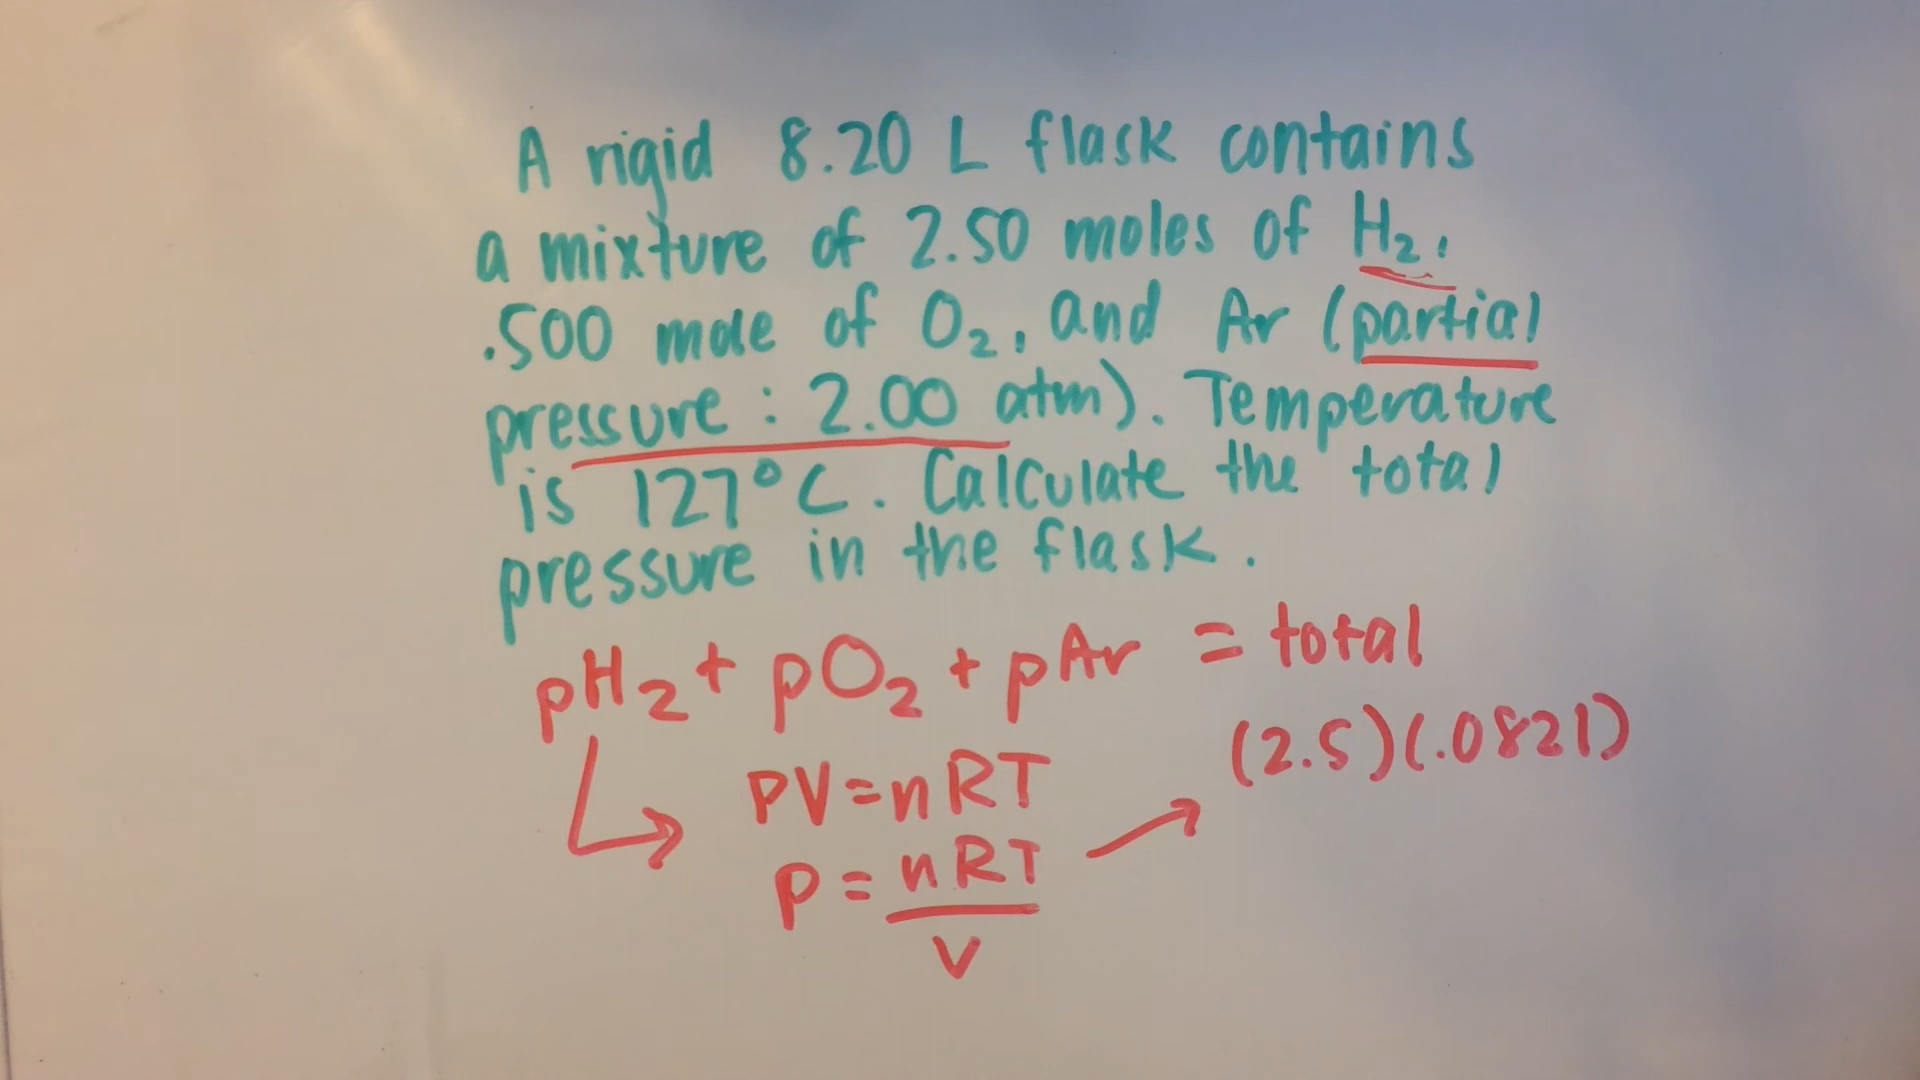 A rigid 8.20 L flask contains
a mixture of 2.50 moles of H₂,
.500 mole of O₂, and Ar (partial
pressure : 2.00 atm). Temperature
is 127°C. Calculate the total
pressure in the flask.
pH₂ + pO₂ + pAr = total
(2.5)(.0821)
PV=nRT
P = nRT
V